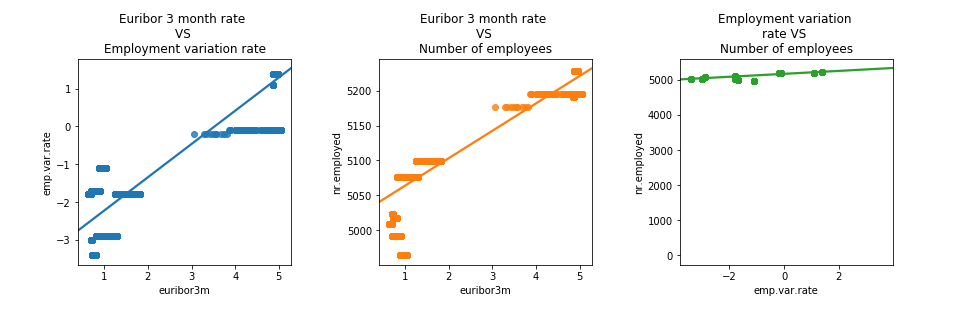 Euribor 3 month rate
VS
Employment variation rate
emp.var.rate
1
0
−1
−2
−3
1
2
3
4
5
euribor3m
Euribor 3 month rate
VS
Number of employees
nr.employed
5200
5150
5100
5050
5000
1
2
3
4
5
euribor3m
Employment variation
rate VS
Number of employees
nr.employed
5000
4000
3000
2000
1000
0
−2
0
2
emp.var.rate